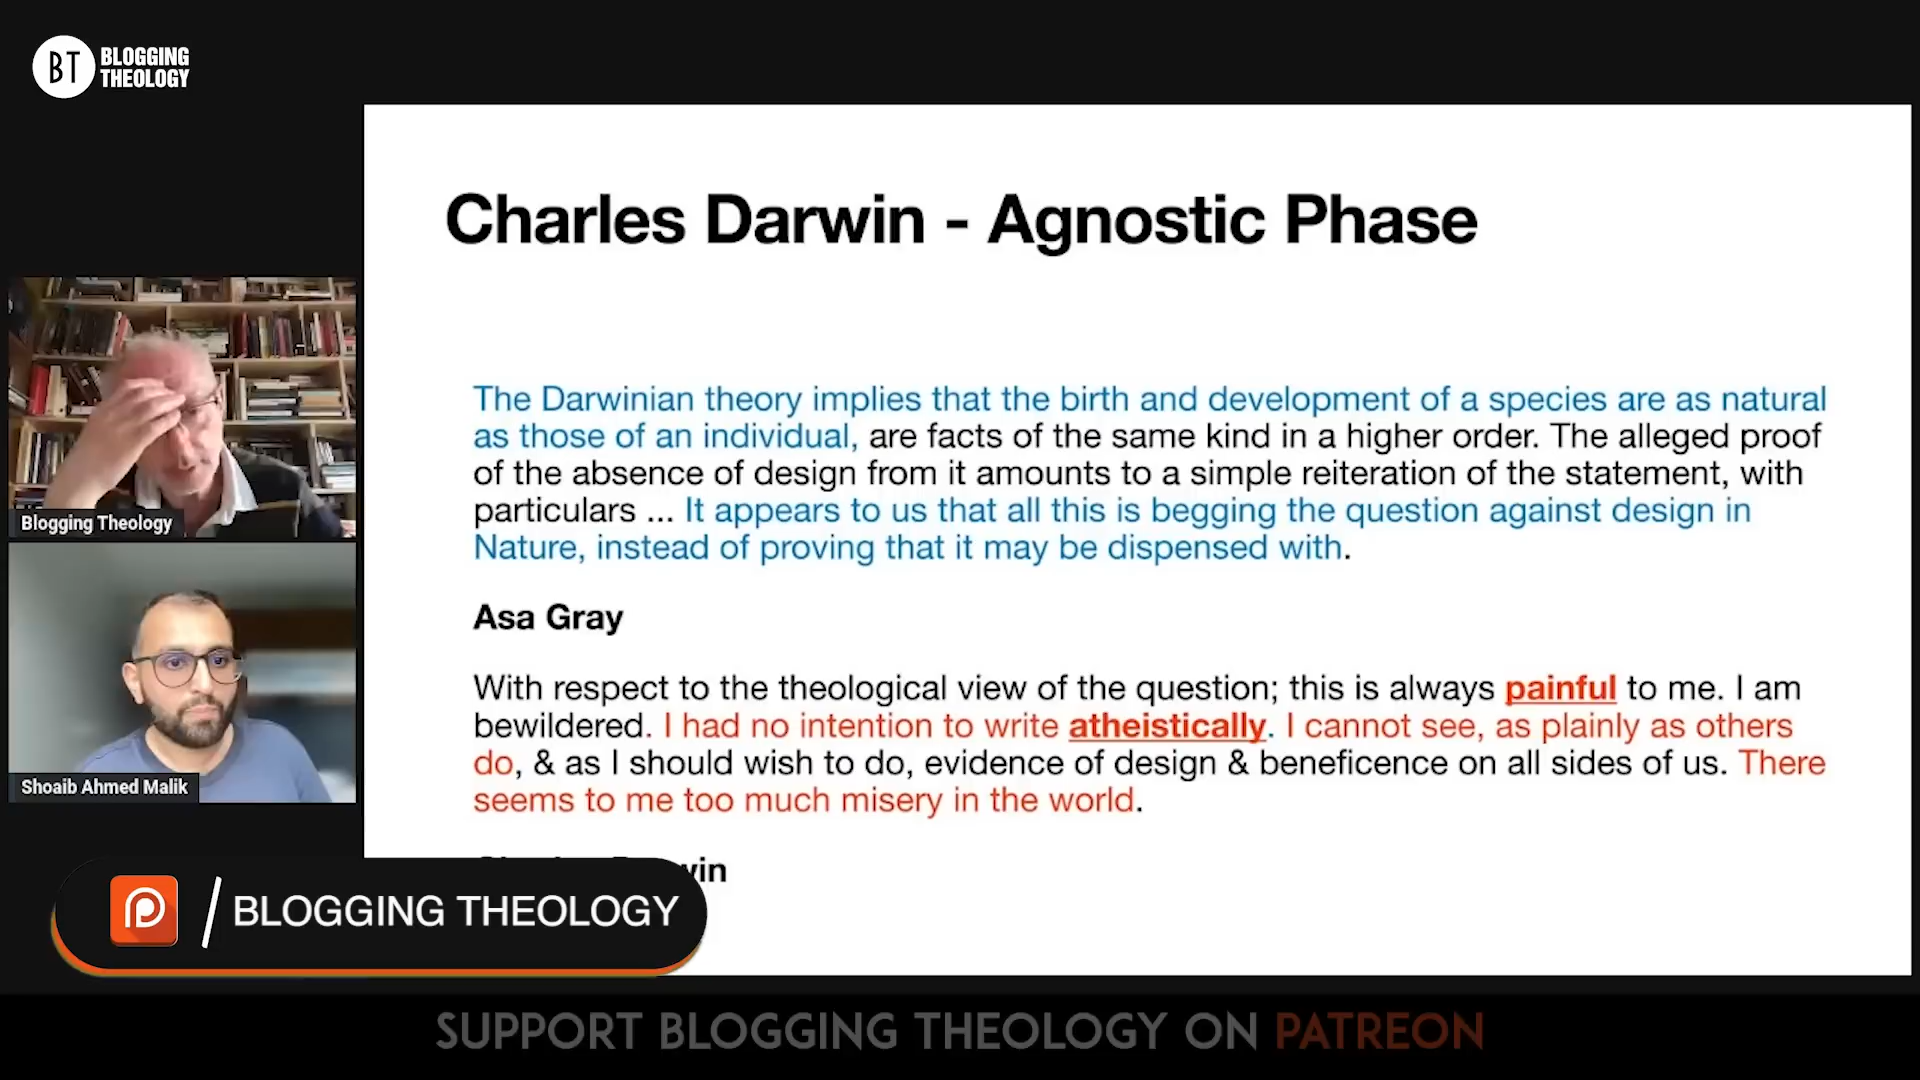 BT BLOGGING
THEOLOGY
Charles Darwin - Agnostic Phase
The Darwinian theory implies that the birth and development of a species are as natural
as those of an individual, are facts of the same kind in a higher order. The alleged proof
of the absence of design from it amounts to a simple reiteration of the statement, with
particulars ... It appears to us that all this is begging the question against design in
Nature, instead of proving that it may be dispensed with.
Asa Gray
With respect to the theological view of the question; this is always painful to me. I am
bewildered. I had no intention to write atheistically. I cannot see, as plainly as others
do, & as I should wish to do, evidence of design & beneficence on all sides of us. There
seems to me too much misery in the world.
Blogging Theology
Shoaib Ahmed Malik
/ BLOGGING THEOLOGY
SUPPORT BLOGGING THEOLOGY ON PATREON